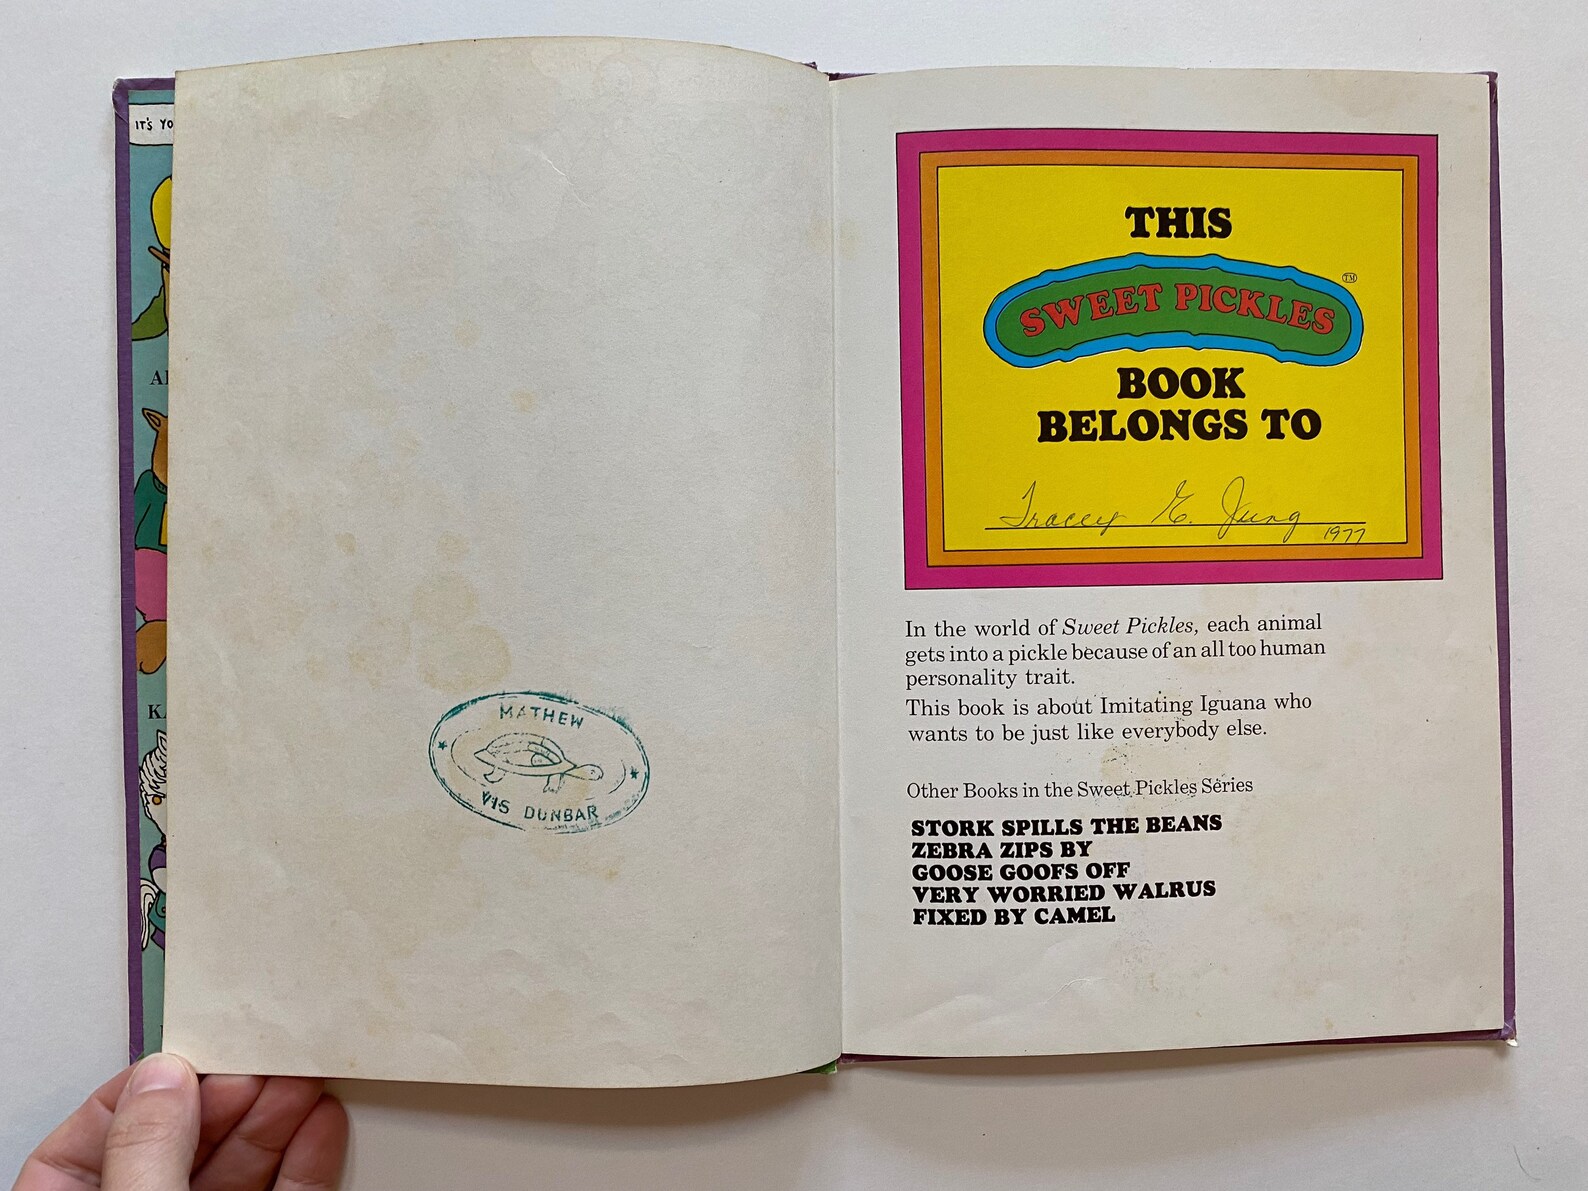 IT'S YO
MATHEW
VIS DUNBAR
THIS
SWEET PICKLES
TM
BOOK
BELONGS TO
Tracey E. Jung
1977
In the world of Sweet Pickles, each animal
gets into a pickle because of an all too human
personality trait.
This book is about Imitating Iguana who
wants to be just like everybody else.
Other Books in the Sweet Pickles Series
STORK SPILLS THE BEANS
ZEBRA ZIPS BY
GOOSE GOOFS OFF
VERY WORRIED WALRUS
FIXED BY CAMEL